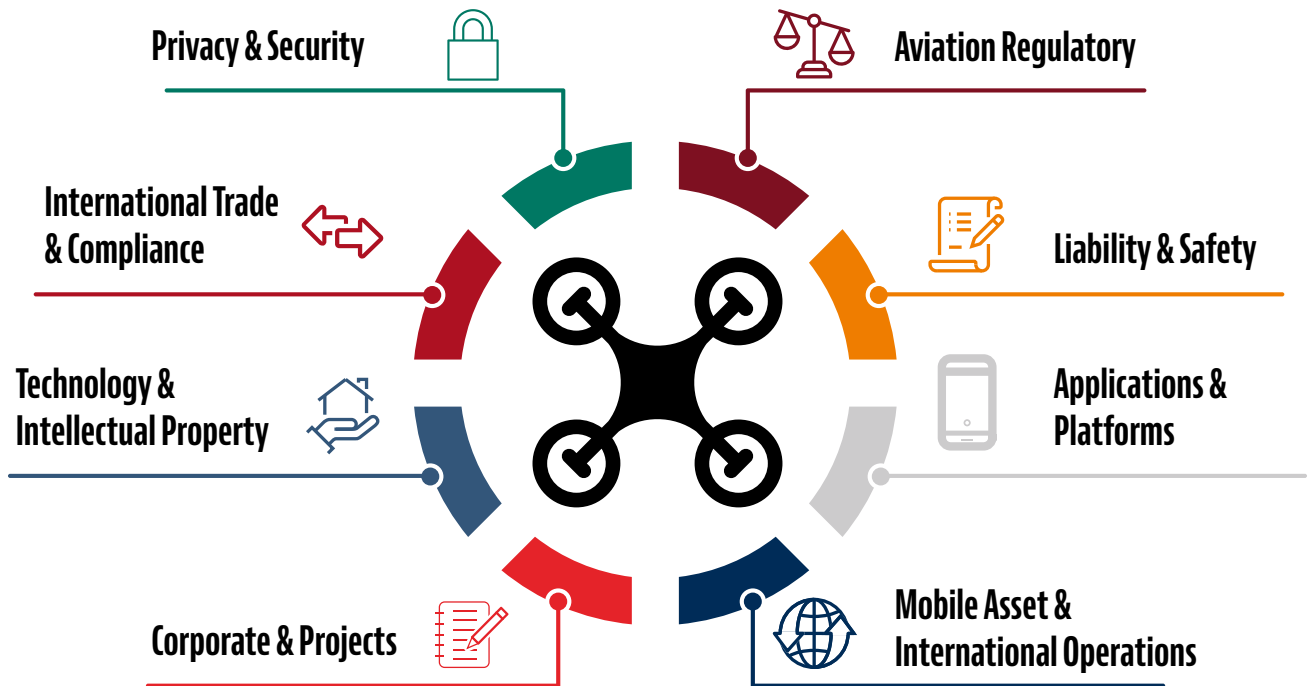 Privacy & Security
Aviation Regulatory
International Trade
& Compliance
Liability & Safety
Technology &
Intellectual Property
Applications &
Platforms
Corporate & Projects
Mobile Asset &
International Operations